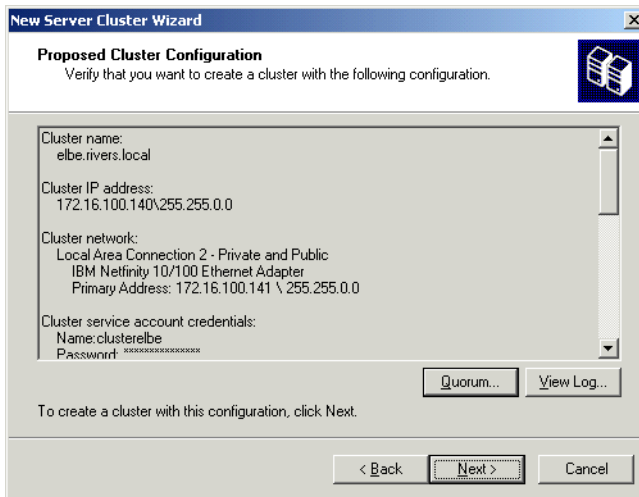 New Server Cluster Wizard
Proposed Cluster Configuration
Verify that you want to create a cluster with the following configuration.
Cluster name:
elbe.rivers.local
Cluster IP address:
172.16.100.140\255.255.0.0
Cluster network:
Local Area Connection 2 - Private and Public
IBM Netfinity 10/100 Ethernet Adapter
Primary Address: 172.16.100.141 \ 255.255.0.0
Cluster service account credentials:
Name:clusterelbe
Password: ***************
Quorum... View Log...
To create a cluster with this configuration, click Next.
< Back Next > Cancel